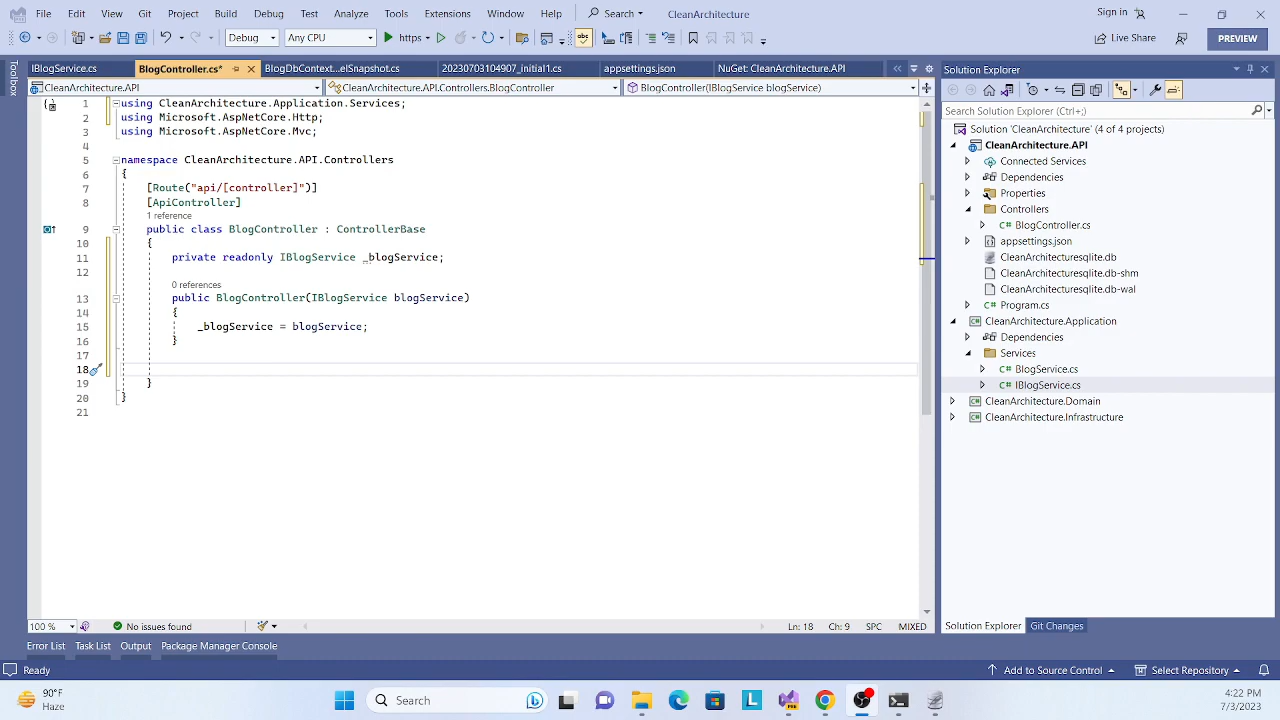 File Edit View Git Project Build Debug Test Analyze Tools Extensions Window Help Search CleanArchitecture Sign in
Debug Any CPU https Live Share PREVIEW
IBlogService.cs BlogController.cs* BlogDbContext...elSnapshot.cs 20230703104907_initial1.cs appsettings.json NuGet: CleanArchitecture.API
CleanArchitecture.API CleanArchitecture.API.Controllers.BlogController BlogController(IBlogService blogService)
Toolbox
1 using CleanArchitecture.Application.Services;
2 using Microsoft.AspNetCore.Http;
3 using Microsoft.AspNetCore.Mvc;
4
5 namespace CleanArchitecture.API.Controllers
6 {
7 [Route("api/[controller]")]
8 [ApiController]
1 reference
9 public class BlogController : ControllerBase
10 {
11 private readonly IBlogService _blogService;
12
0 references
13 public BlogController(IBlogService blogService)
14 {
15 _blogService = blogService;
16 }
17
18
19 }
20 }
21
100 % No issues found Ln: 18 Ch: 9 SPC MIXED
Solution Explorer
Search Solution Explorer (Ctrl+;)
Solution 'CleanArchitecture' (4 of 4 projects)
CleanArchitecture.API
Connected Services
Dependencies
Properties
Controllers
BlogController.cs
appsettings.json
CleanArchitecturesqlite.db
CleanArchitecturesqlite.db-shm
CleanArchitecturesqlite.db-wal
Program.cs
CleanArchitecture.Application
Dependencies
Services
BlogService.cs
IBlogService.cs
CleanArchitecture.Domain
CleanArchitecture.Infrastructure
Solution Explorer Git Changes
Error List Task List Output Package Manager Console
Ready Add to Source Control Select Repository
90°F
Haze
Search
4:22 PM
7/3/2023